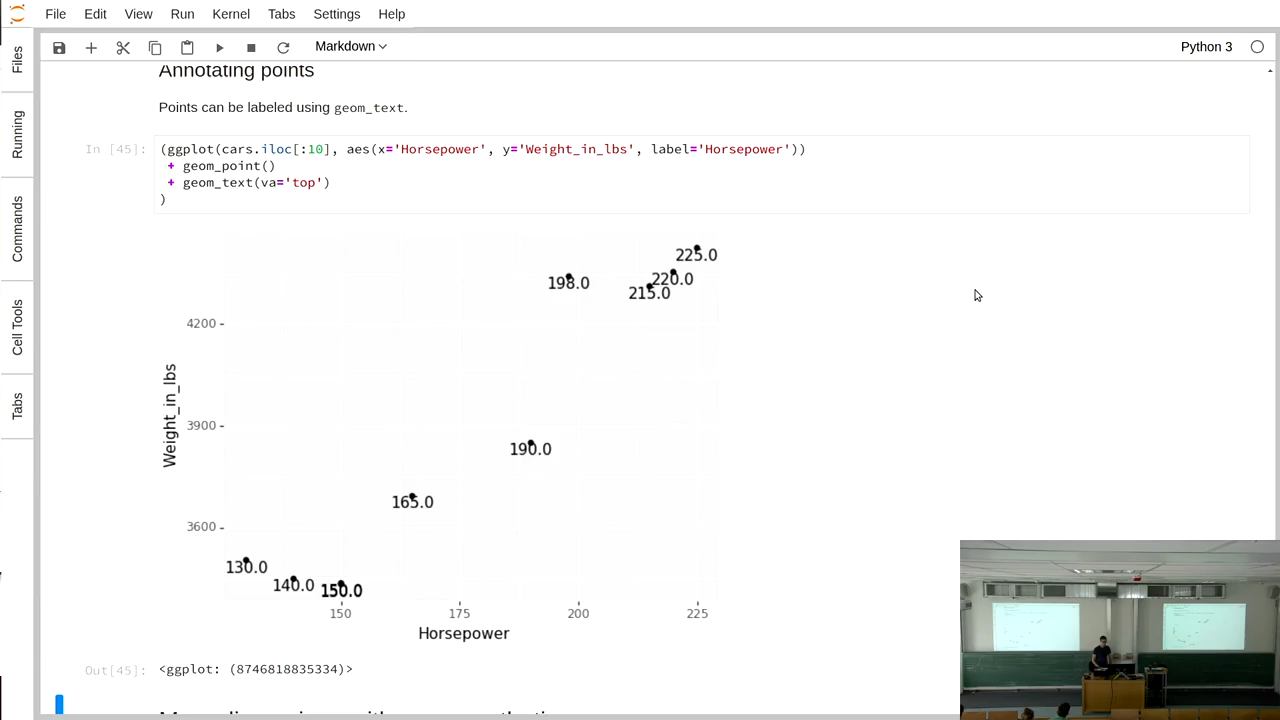 File Edit View Run Kernel Tabs Settings Help
Markdown
Python 3
Files
Running
Commands
Cell Tools
Tabs
Annotating points
Points can be labeled using geom_text.
In [45]:
(ggplot(cars.iloc[:10], aes(x='Horsepower', y='Weight_in_lbs', label='Horsepower'))
+ geom_point()
+ geom_text(va='top')
)
225.0
220.0
198.0
215.0
4200
Weight_in_lbs
3900
190.0
165.0
3600
130.0
140.0
150.0
150 175 200 225
Horsepower
Out[45]: <ggplot: (8746818835334)>